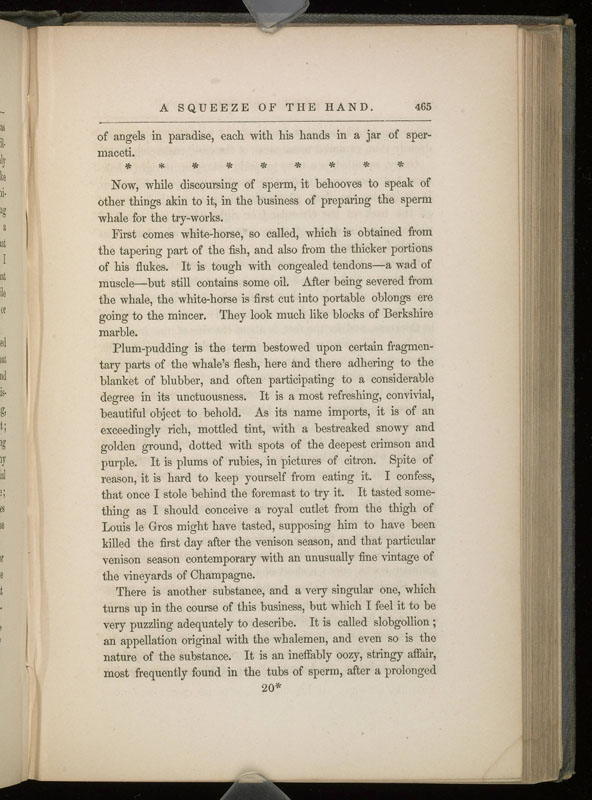 A SQUEEZE OF THE HAND. 465
of angels in paradise, each with his hands in a jar of sper-
maceti.
* * * * * * * * *
Now, while discoursing of sperm, it behooves to speak of
other things akin to it, in the business of preparing the sperm
whale for the try-works.
First comes white-horse, so called, which is obtained from
the tapering part of the fish, and also from the thicker portions
of his flukes. It is tough with congealed tendons—a wad of
muscle—but still contains some oil. After being severed from
the whale, the white-horse is first cut into portable oblongs ere
going to the mincer. They look much like blocks of Berkshire
marble.
Plum-pudding is the term bestowed upon certain fragmen-
tary parts of the whale's flesh, here and there adhering to the
blanket of blubber, and often participating to a considerable
degree in its unctuousness. It is a most refreshing, convivial,
beautiful object to behold. As its name imports, it is of an
exceedingly rich, mottled tint, with a bestreaked snowy and
golden ground, dotted with spots of the deepest crimson and
purple. It is plums of rubies, in pictures of citron. Spite of
reason, it is hard to keep yourself from eating it. I confess,
that once I stole behind the foremast to try it. It tasted some-
thing as I should conceive a royal cutlet from the thigh of
Louis le Gros might have tasted, supposing him to have been
killed the first day after the venison season, and that particular
venison season contemporary with an unusually fine vintage of
the vineyards of Champagne.
There is another substance, and a very singular one, which
turns up in the course of this business, but which I feel it to be
very puzzling adequately to describe. It is called slobgollion;
an appellation original with the whalemen, and even so is the
nature of the substance. It is an ineffably oozy, stringy affair,
most frequently found in the tubs of sperm, after a prolonged
20*